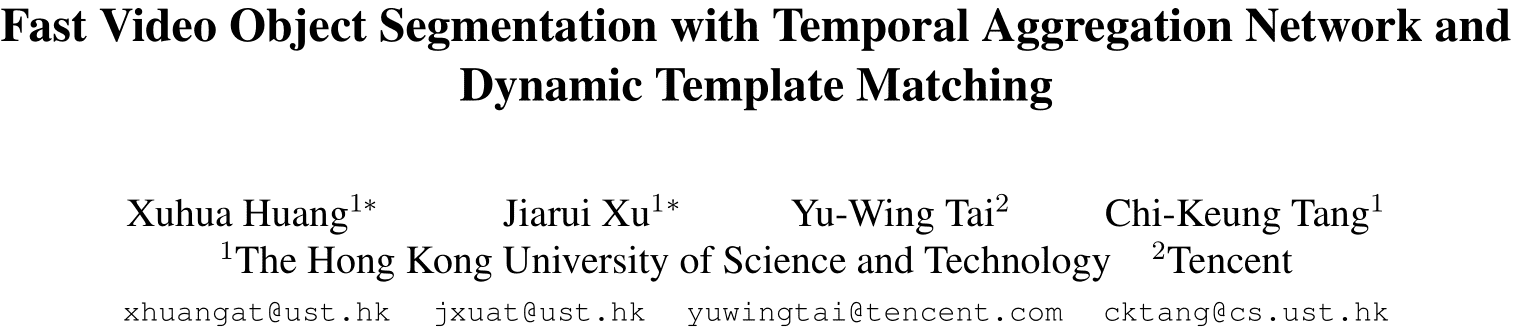 Fast Video Object Segmentation with Temporal Aggregation Network and
Dynamic Template Matching
Xuhua Huang1* Jiarui Xu1* Yu-Wing Tai2 Chi-Keung Tang1
1The Hong Kong University of Science and Technology 2Tencent
xhuangat@ust.hk jxuat@ust.hk yuwingtai@tencent.com cktang@cs.ust.hk